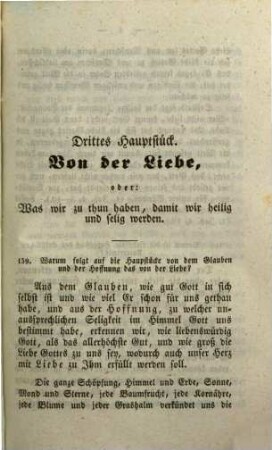 Drittes Hauptstück.
Von der Liebe,
oder:
Was wir zu thun haben, damit wir heilig
und selig werden.
139. Warum folgt auf die Hauptstücke von dem Glauben
und der Hoffnung das von der Liebe?
Aus dem Glauben, wie gut Gott in sich
selbst ist und wie viel Er schon für uns gethan
habe, und aus der Hoffnung, zu welcher un-
aussprechlichen Seligkeit im Himmel Gott uns
bestimmt habe, erkennen wir, wie liebenswürdig
Gott, als das allerhöchste Gut, und wie groß die
Liebe Gottes zu uns sey, wodurch auch unser Herz
mit Liebe zu Ihm erfüllt werden soll.
Die ganze Schöpfung, Himmel und Erde, Sonne,
Mond und Sterne, jede Baumfrucht, jede Kornähre,
jede Blume und jeder Grashalm verkündet uns die